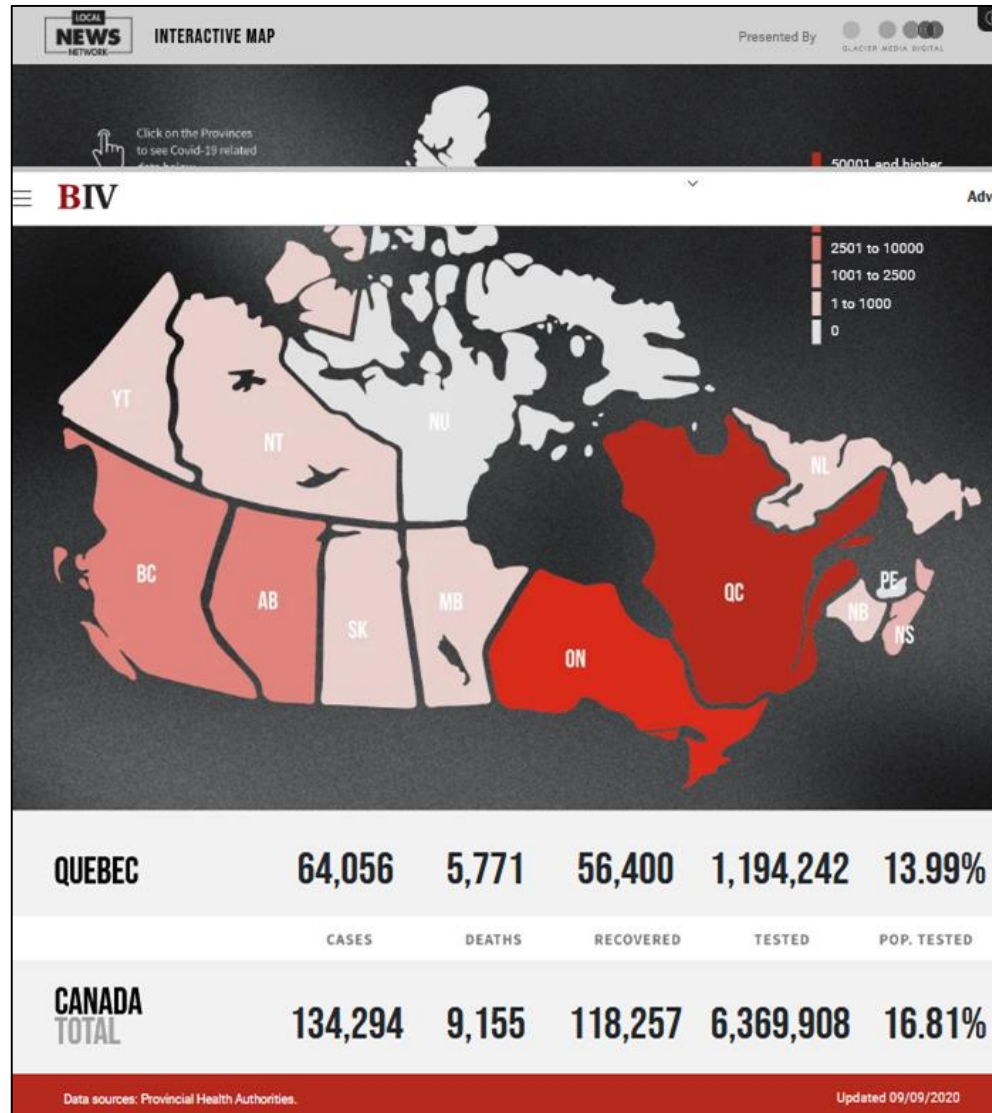 LOCAL
NEWS
NETWORK
INTERACTIVE MAP
Presented By
GLACIER MEDIA DIGITAL
Click on the Provinces
to see Covid-19 related
50001 and higher
BIV
Adv
2501 to 10000
1001 to 2500
1 to 1000
0
YT
NT
NU
NL
BC
AB
SK
MB
ON
QC
PE
NB
NS
QUEBEC 64,056 5,771 56,400 1,194,242 13.99%
CASES DEATHS RECOVERED TESTED POP. TESTED
CANADA
TOTAL
134,294 9,155 118,257 6,369,908 16.81%
Data sources: Provincial Health Authorities. Updated 09/09/2020